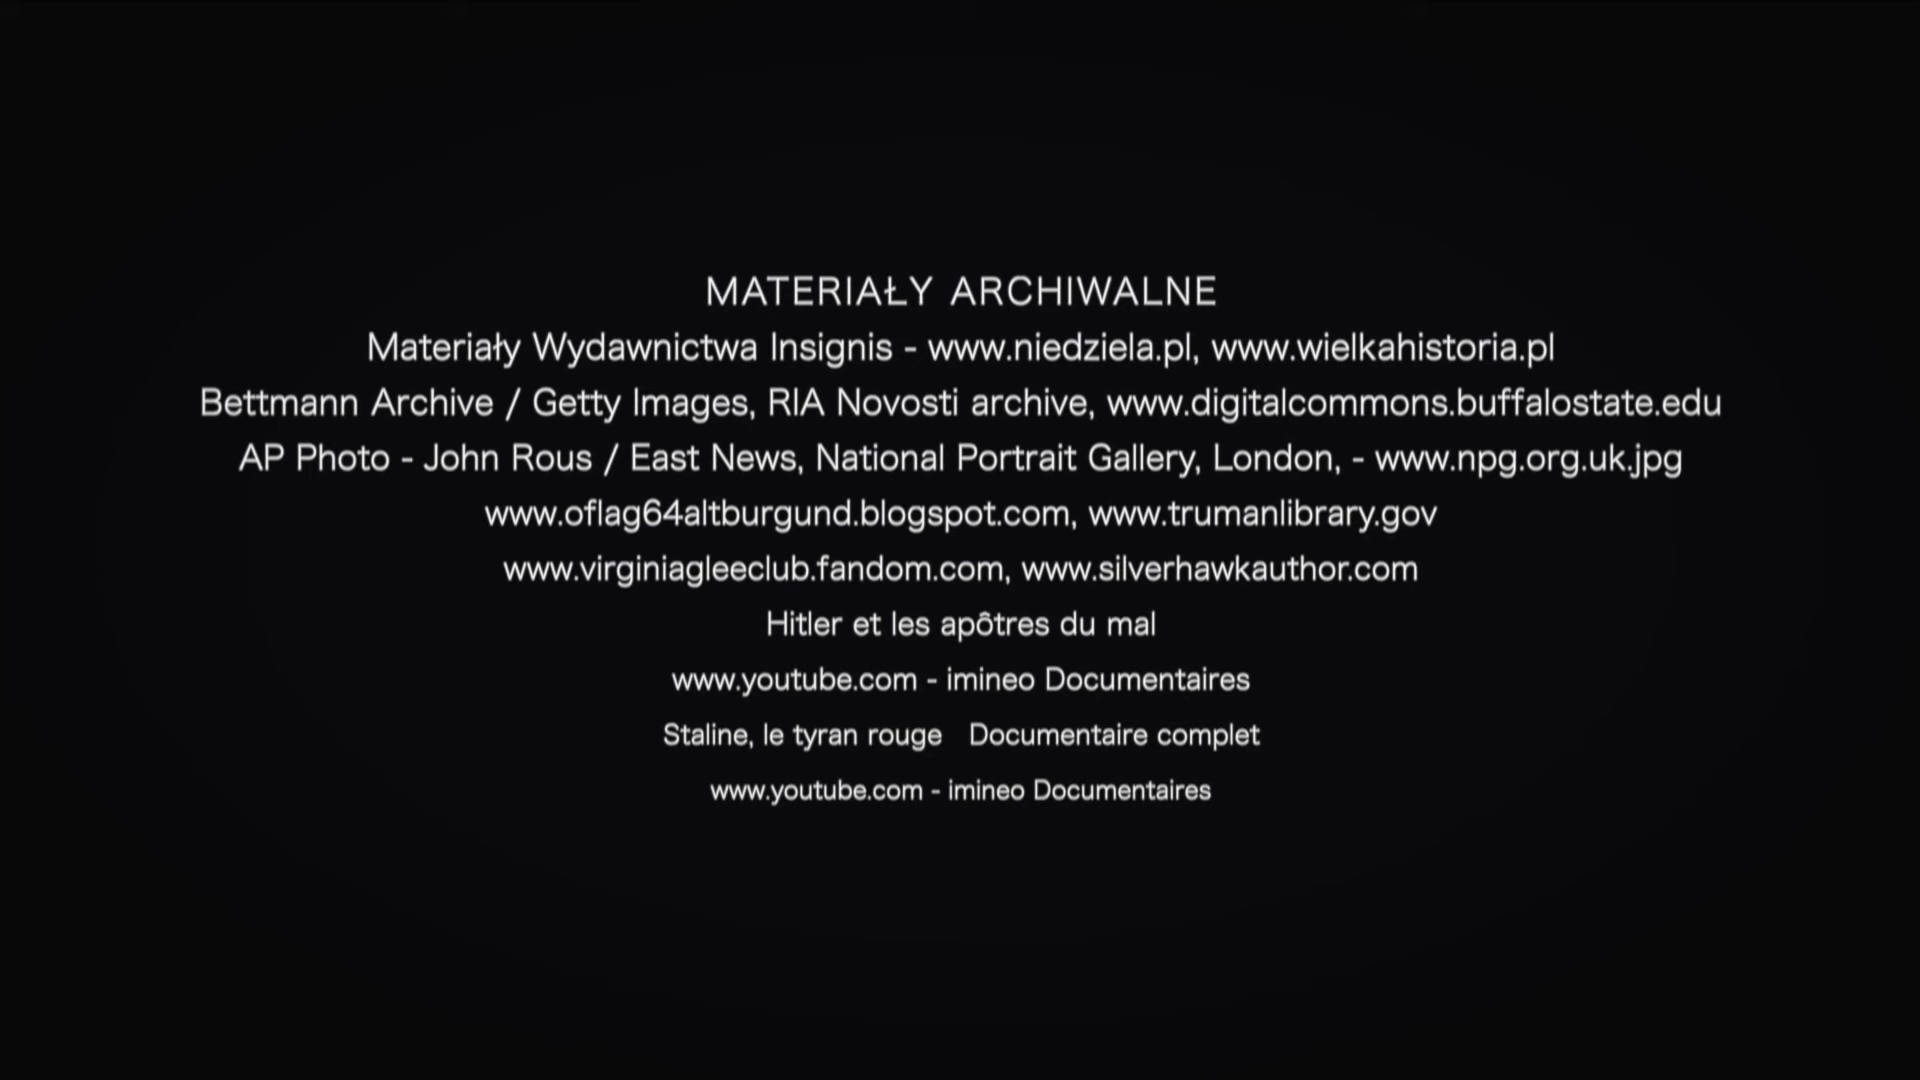 MATERIAŁY ARCHIWALNE
Materiały Wydawnictwa Insignis - www.niedziela.pl, www.wielkahistoria.pl
Bettmann Archive / Getty Images, RIA Novosti archive, www.digitalcommons.buffalostate.edu
AP Photo - John Rous / East News, National Portrait Gallery, London, - www.npg.org.uk.jpg
www.oflag64altburgund.blogspot.com, www.trumanlibrary.gov
www.virginiagleeclub.fandom.com, www.silverhawkauthor.com
Hitler et les apôtres du mal
www.youtube.com - imineo Documentaires
Staline, le tyran rouge   Documentaire complet
www.youtube.com - imineo Documentaires